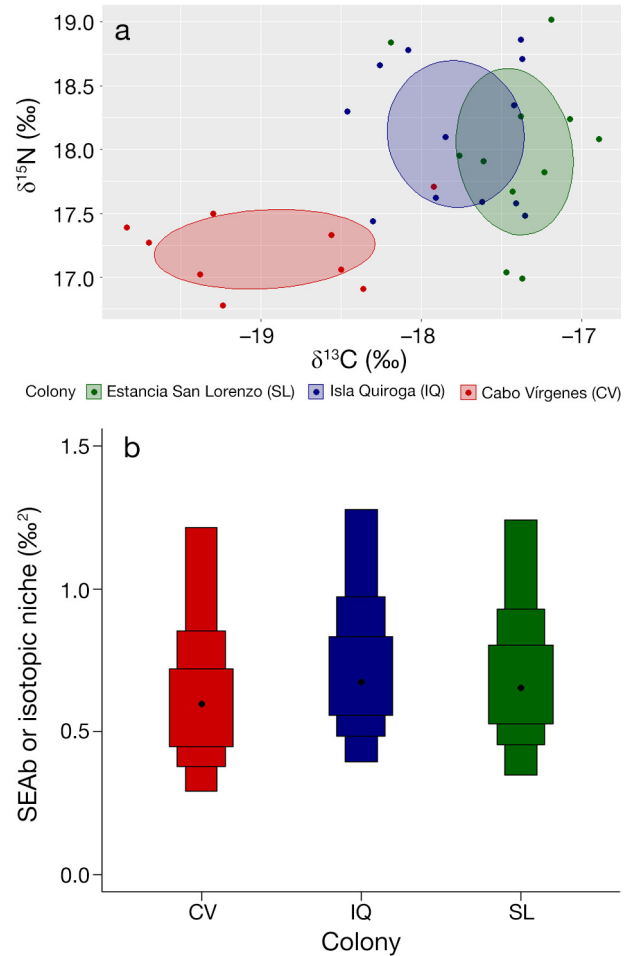 a
19.0
18.5
18.0
17.5
17.0
δ15N (‰)
−19
−18
−17
δ13C (‰)
Colony Estancia San Lorenzo (SL) Isla Quiroga (IQ) Cabo Vírgenes (CV)
b
1.5
1.0
0.5
0.0
SEAb or isotopic niche (‰2)
CV IQ SL
Colony